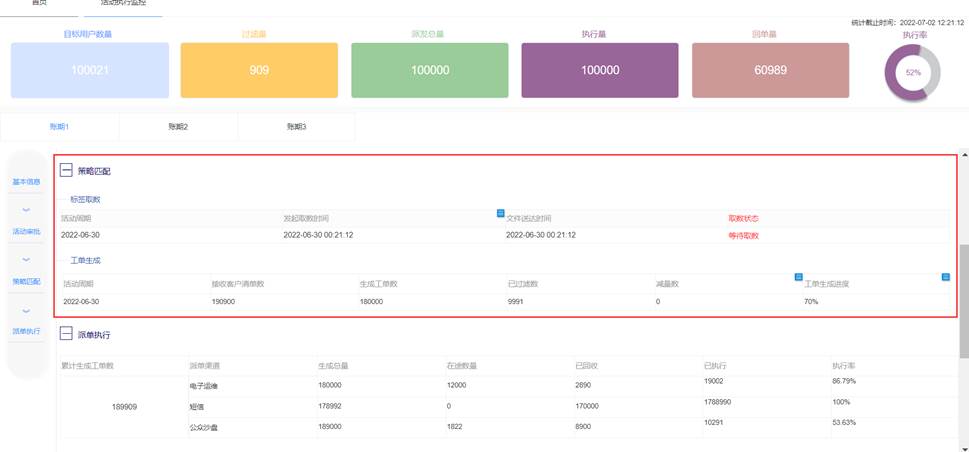 首页 活动执行监控
统计截止时间：2022-07-02 12:21:12
目标用户数量 过滤量 派发总量 执行量 回单量 执行率
100021 909 100000 100000 60989 52%
账期1 账期2 账期3
策略匹配
基本信息
标签取数
活动周期 发起取数时间 文件送达时间 取数状态
2022-06-30 2022-06-30 00:21:12 2022-06-30 00:21:12 等待取数
活动审批
工单生成
策略匹配
活动周期 接收客户清单数 生成工单数 已过滤数 减量数 工单生成进度
2022-06-30 190900 180000 9991 0 70%
派单执行
派单执行
累计生成工单数 派单渠道 生成总量 在途数量 已回收 已执行 执行率
电子运维 180000 12000 2890 19002 86.79%
189909 短信 178992 0 170000 1788990 100%
公众沙盘 189000 1822 8900 10291 53.63%